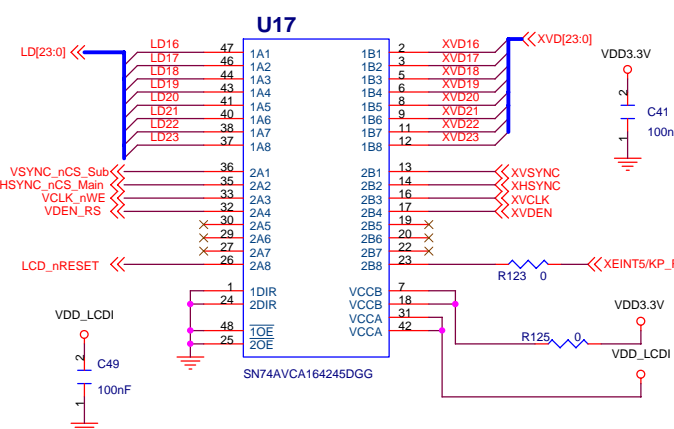 U17
LD[23:0]
XVD[23:0]
VDD3.3V
LD16 47 1A1 1B1 2 XVD16
LD17 46 1A2 1B2 3 XVD17
LD18 44 1A3 1B3 5 XVD18
LD19 43 1A4 1B4 6 XVD19
LD20 41 1A5 1B5 8 XVD20
LD21 40 1A6 1B6 9 XVD21
LD22 38 1A7 1B7 11 XVD22
LD23 37 1A8 1B8 12 XVD23
2
C41
100n
1
VSYNC_nCS_Sub 36 2A1 2B1 13 XVSYNC
HSYNC_nCS_Main 35 2A2 2B2 14 XHSYNC
VCLK_nWE 33 2A3 2B3 16 XVCLK
VDEN_RS 32 2A4 2B4 17 XVDEN
30 2A5 2B5 19
29 2A6 2B6 20
27 2A7 2B7 22
LCD_nRESET 26 2A8 2B8 23 R123 0 XEINT5/KP_
1 1DIR VCCB 7
24 2DIR VCCB 18
VCCA 31
48 1OE VCCA 42
25 2OE
VDD3.3V
R125 0
VDD_LCDI
VDD_LCDI
2
C49
100nF
1
SN74AVCA164245DGG